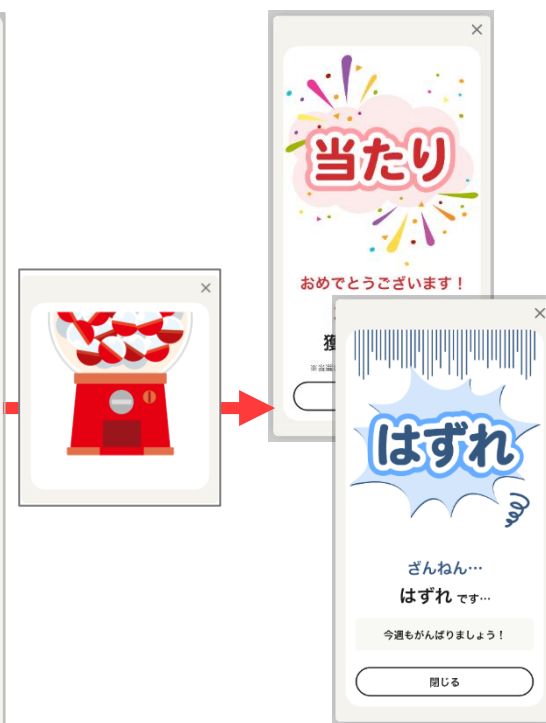 ×
当たり
おめでとうございます！
獲
※当選
×
×
はずれ
ざんねん…
はずれ です…
今週もがんばりましょう！
閉じる